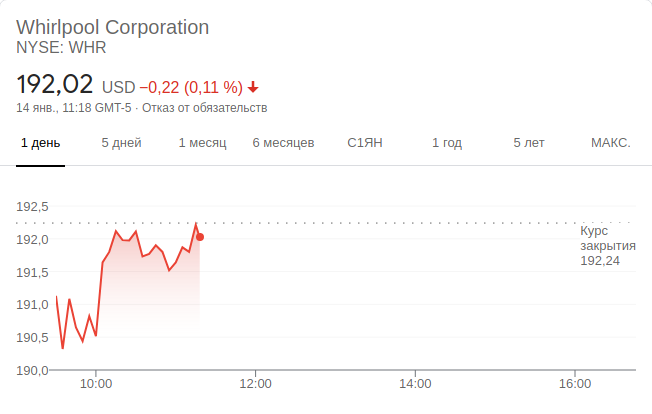 Whirlpool Corporation
NYSE: WHR
192,02 USD −0,22 (0,11 %)
14 янв., 11:18 GMT-5 · Отказ от обязательств
1 день 5 дней 1 месяц 6 месяцев С1ЯН 1 год 5 лет МАКС.
192,5
192,0
191,5
191,0
190,5
190,0
Курс
закрытия
192,24
10:00 12:00 14:00 16:00